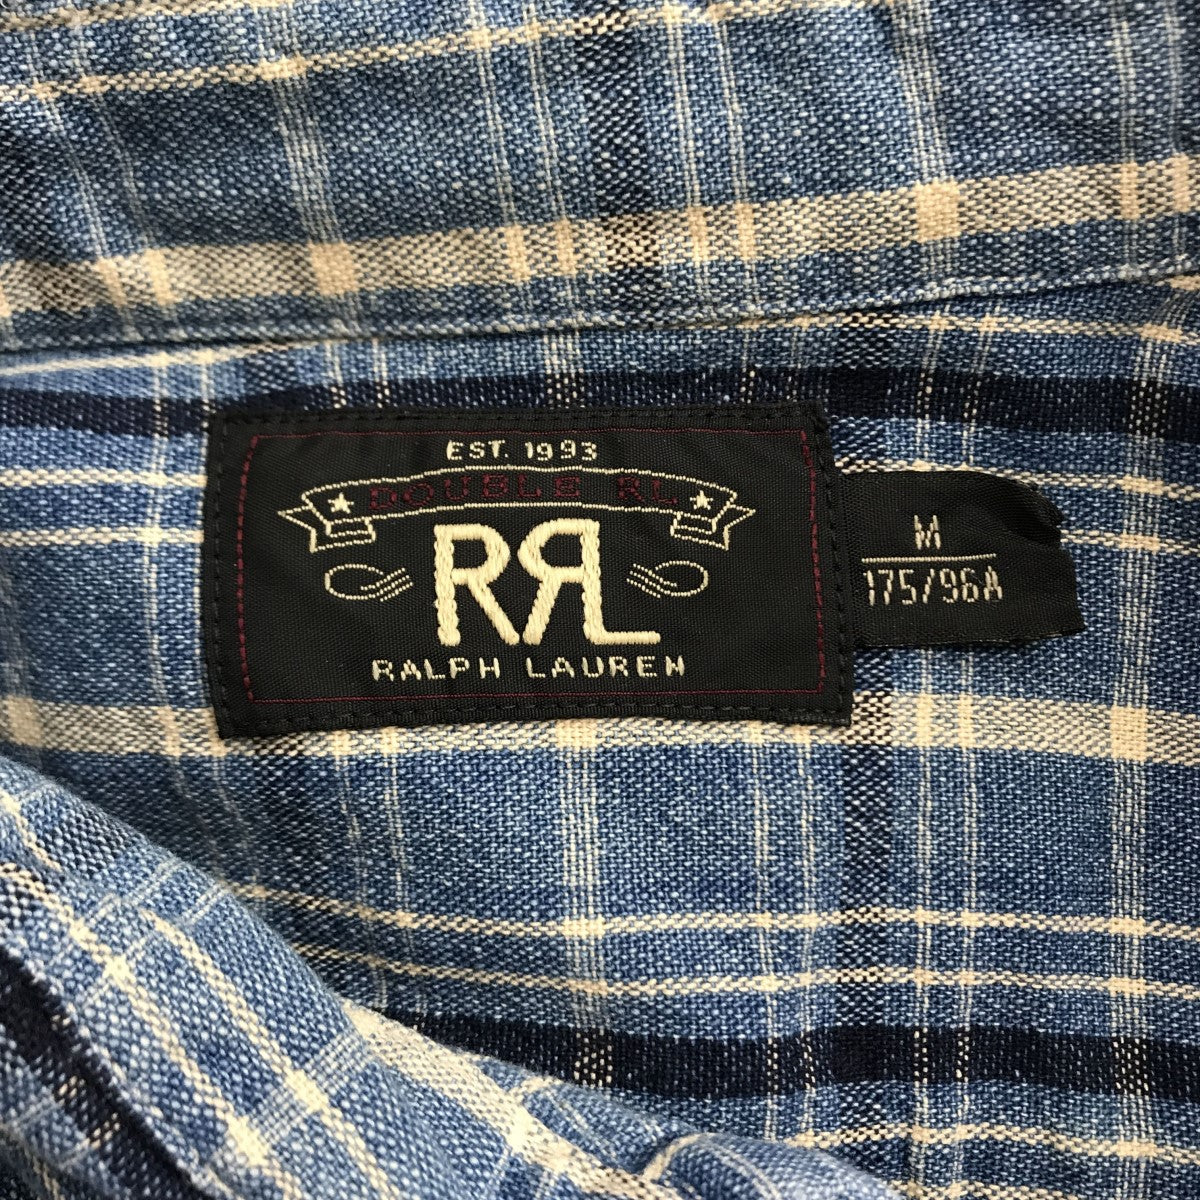 EST. 1993
DOUBLE RL
RRL
RALPH LAUREN
M
175/96A